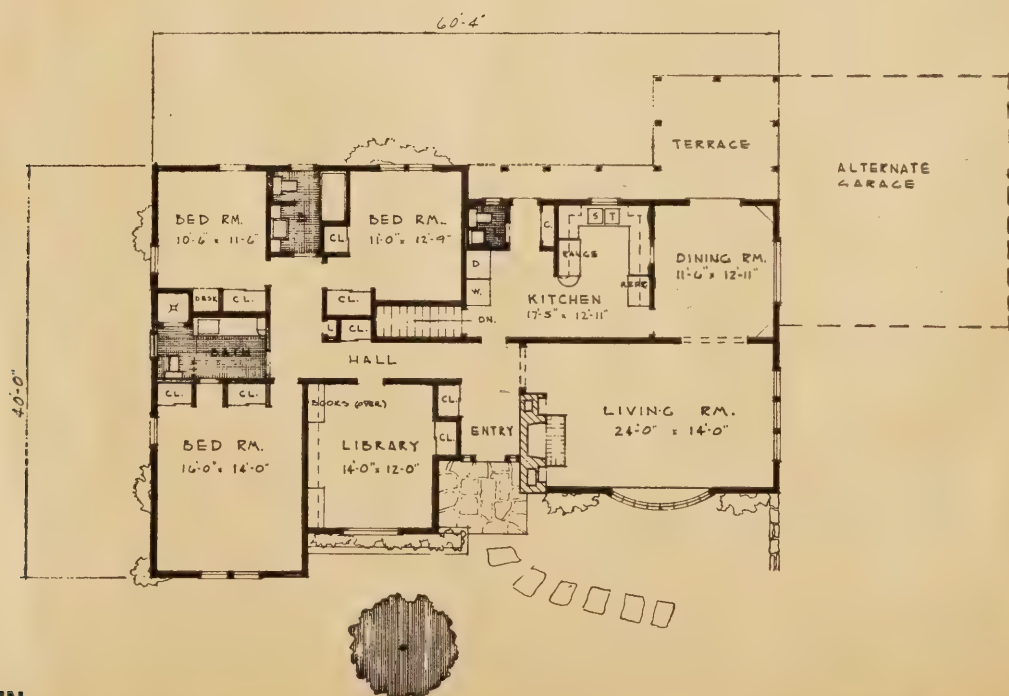 60'-4"
TERRACE
ALTERNATE
GARAGE
BED RM.
10'-6" x 11'-6"
BED RM.
11'-0" x 12'-9"
CL.
C.
S T
RANGE
REFR.
D
W.
KITCHEN
17'-5" x 12'-11"
DINING RM.
11'-6" x 12'-11"
DESK
CL.
CL.
L
CL.
DN.
BATH
HALL
40'-0"
CL.
CL.
BOOKS (OVER)
CL.
CL.
BED RM.
16'-0" x 14'-0"
LIBRARY
14'-0" x 12'-0"
ENTRY
LIVING RM.
24'-0" x 14'-0"